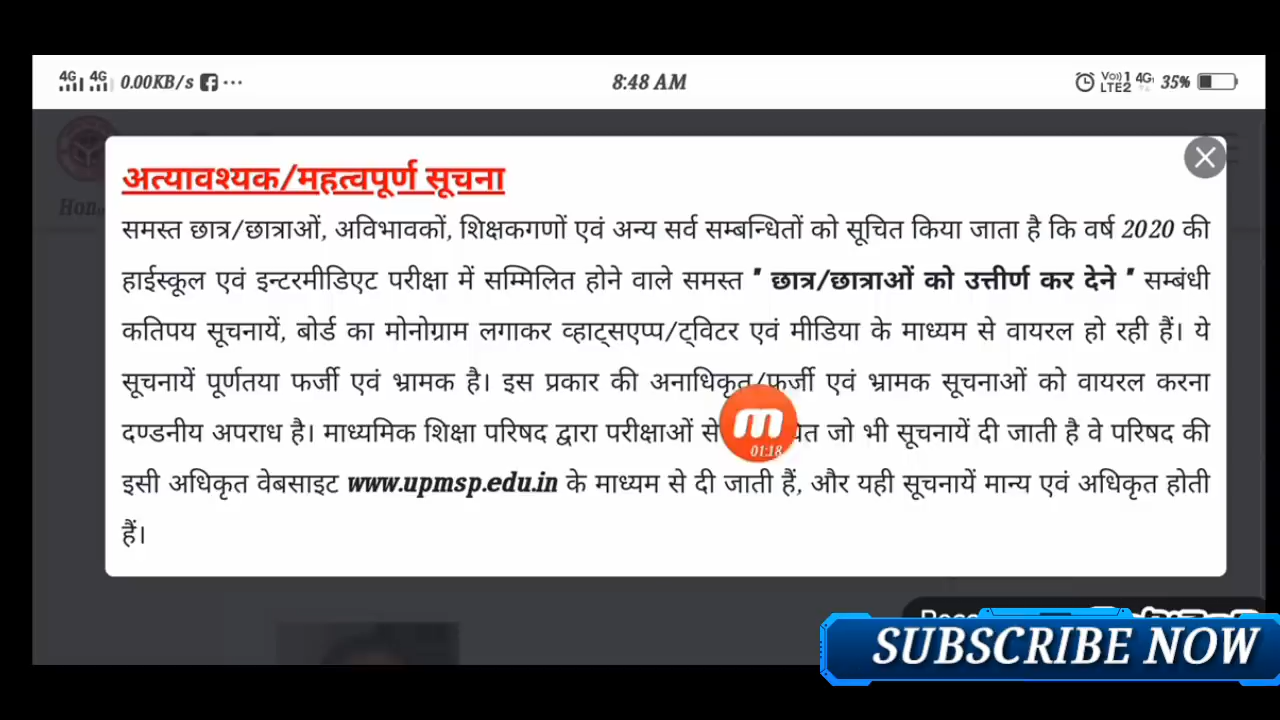 4G 4G 0.00KB/s 8:48 AM Vo)) 1 LTE2 4G 35%
अत्यावश्यक/महत्वपूर्ण सूचना
समस्त छात्र/छात्राओं, अविभावकों, शिक्षकगणों एवं अन्य सर्व सम्बन्धितों को सूचित किया जाता है कि वर्ष 2020 की
हाईस्कूल एवं इन्टरमीडिएट परीक्षा में सम्मिलित होने वाले समस्त " छात्र/छात्राओं को उत्तीर्ण कर देने " सम्बंधी
कतिपय सूचनायें, बोर्ड का मोनोग्राम लगाकर व्हाट्सएप्प/ट्विटर एवं मीडिया के माध्यम से वायरल हो रही हैं। ये
सूचनायें पूर्णतया फर्जी एवं भ्रामक है। इस प्रकार की अनाधिकृत/फर्जी एवं भ्रामक सूचनाओं को वायरल करना
दण्डनीय अपराध है। माध्यमिक शिक्षा परिषद द्वारा परीक्षाओं से जो भी सूचनायें दी जाती है वे परिषद की
01:18
इसी अधिकृत वेबसाइट www.upmsp.edu.in के माध्यम से दी जाती हैं, और यही सूचनायें मान्य एवं अधिकृत होती
हैं।
SUBSCRIBE NOW